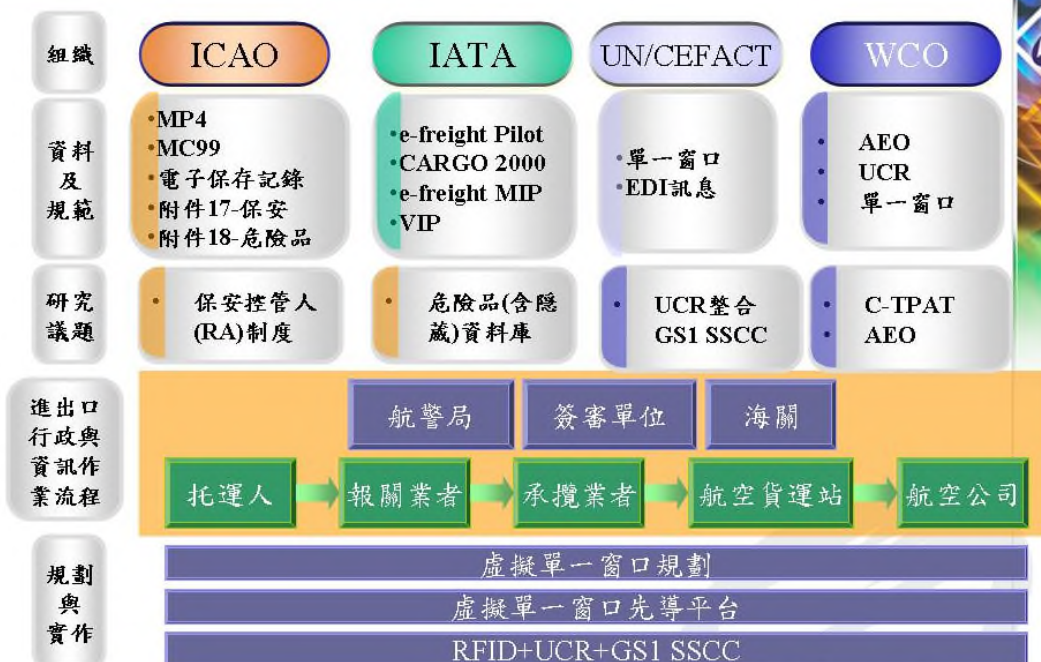 組織
ICAO
IATA
UN/CEFACT
WCO
資料
及
規範
•MP4
•MC99
•電子保存記錄
•附件17-保安
•附件18-危險品
•e-freight Pilot
•CARGO 2000
•e-freight MIP
•VIP
•單一窗口
•EDI訊息
• AEO
• UCR
• 單一窗口
研究
議題
• 保安控管人
(RA)制度
• 危險品(含隱
蔵)資料庫
• UCR整合
GS1 SSCC
• C-TPAT
• AEO
進出口
行政與
資訊作
業流程
航警局
簽審單位
海關
托運人
報關業者
承攬業者
航空貨運站
航空公司
規劃
與
實作
虛擬單一窗口規劃
虛擬單一窗口先導平台
RFID+UCR+GS1 SSCC